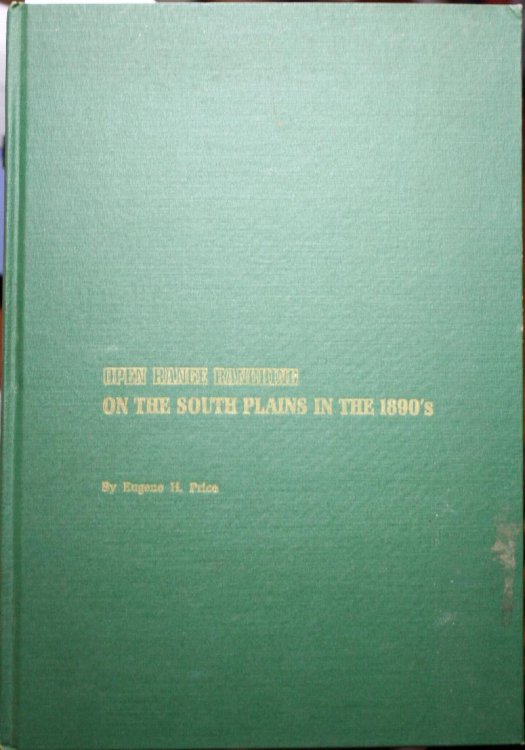 OPEN RANGE RANCHING
ON THE SOUTH PLAINS IN THE 1890's
By Eugene H. Price